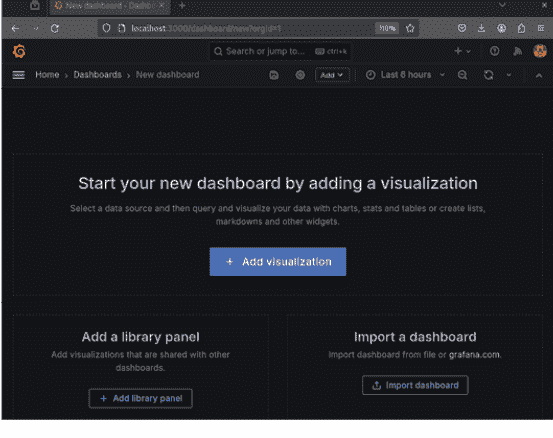 New dashboard - Dashbo
localhost:3000/dashboard/new?orgId=1
110%
Search or jump to...
ctrl+k
Home › Dashboards › New dashboard
Add
Last 6 hours
Start your new dashboard by adding a visualization
Select a data source and then query and visualize your data with charts, stats and tables or create lists,
markdowns and other widgets.
+ Add visualization
Add a library panel
Add visualizations that are shared with other
dashboards.
+ Add library panel
Import a dashboard
Import dashboard from file or grafana.com.
Import dashboard